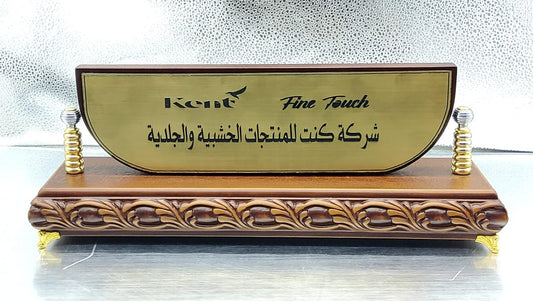 Kent Fine Touch
شركة كنت للمنتجات الخشبية والجلدية